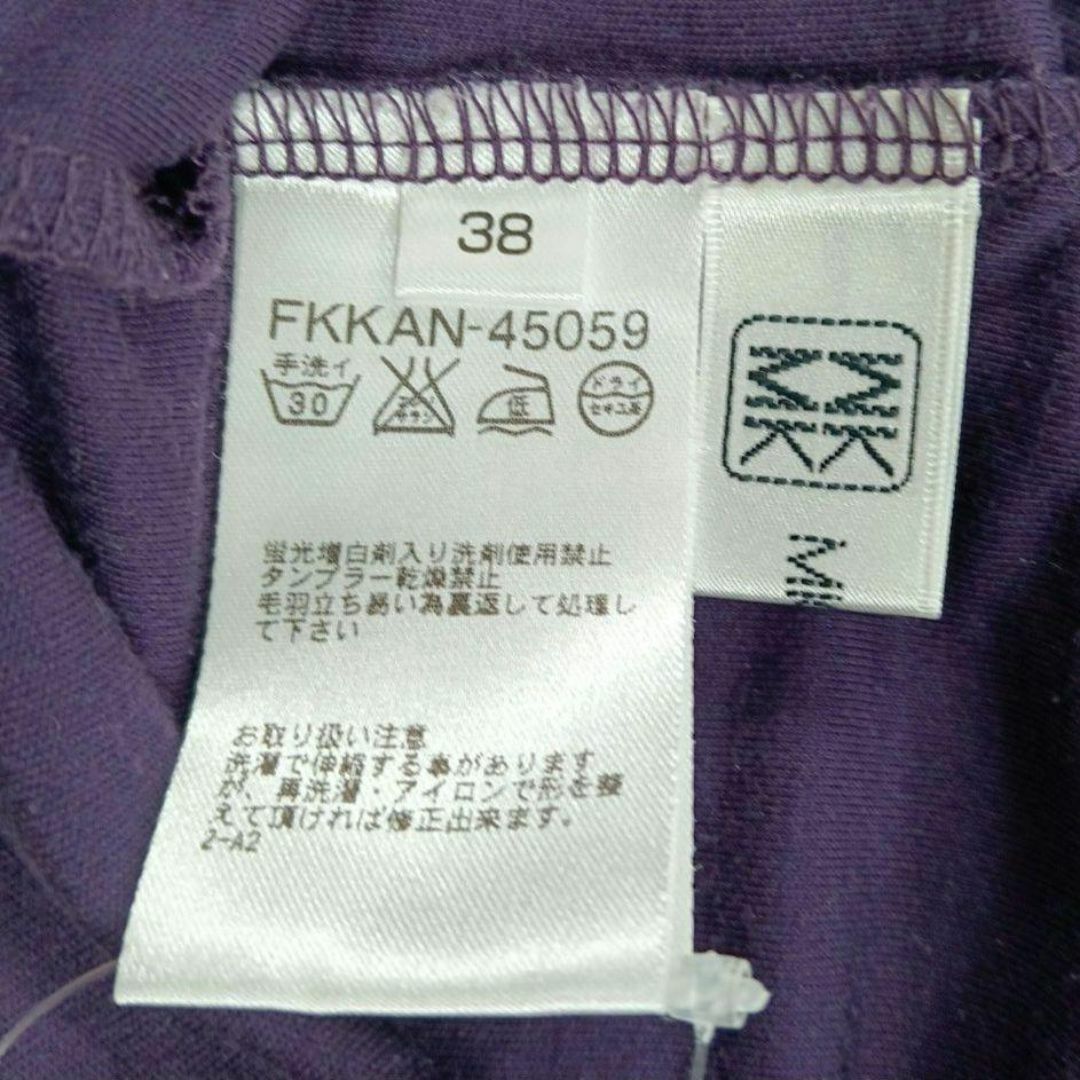 38
FKKAN-45059
手洗イ
30
低
ドライ
セキユ系
蛍光増白剤入り洗剤使用禁止
タンブラー乾燥禁止
毛羽立ち易い為裏返して処理し
て下さい
お取り扱い注意
洗濯で伸縮する事があります
が、再洗濯・アイロンで形を整
えて頂ければ修正出来ます。
2-A2